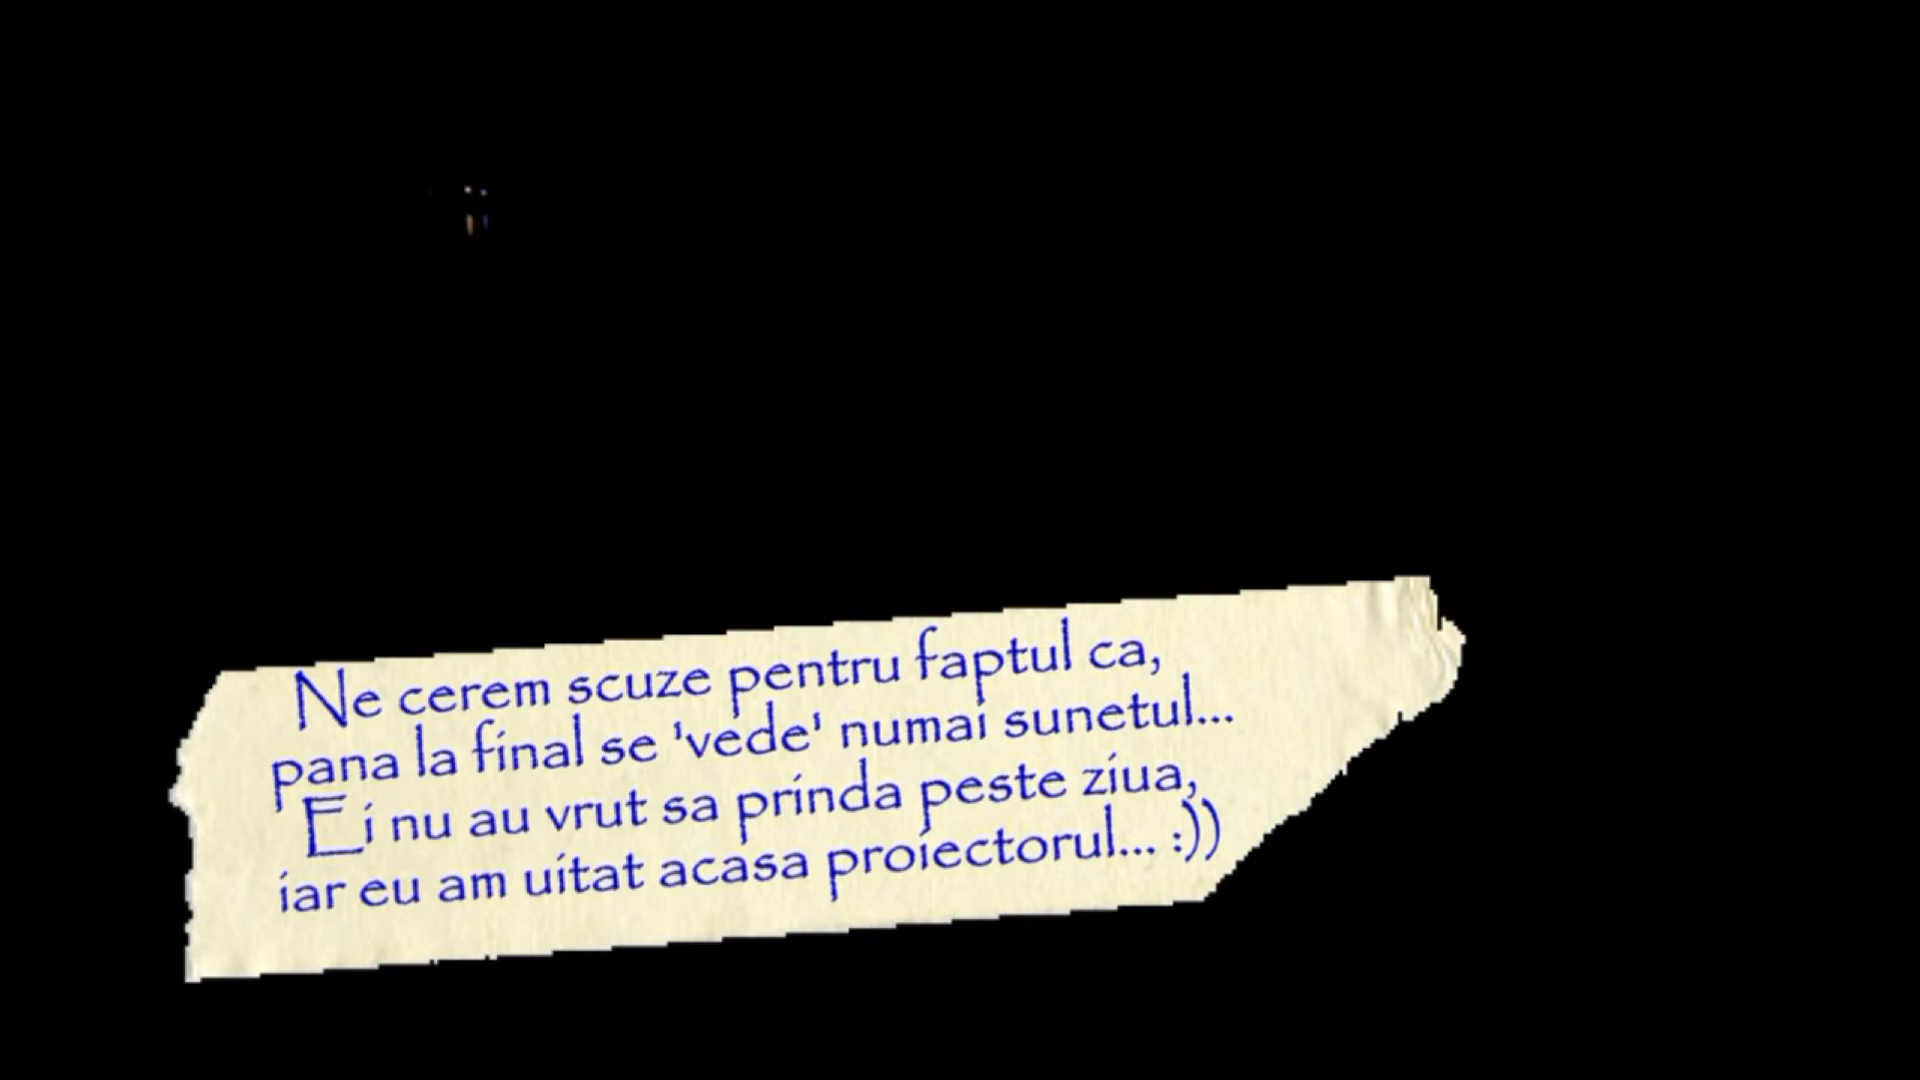 Ne cerem scuze pentru faptul ca,
pana la final se 'vede' numai sunetul...
Ei nu au vrut sa prinda peste ziua,
iar eu am uitat acasa proiectorul... :))